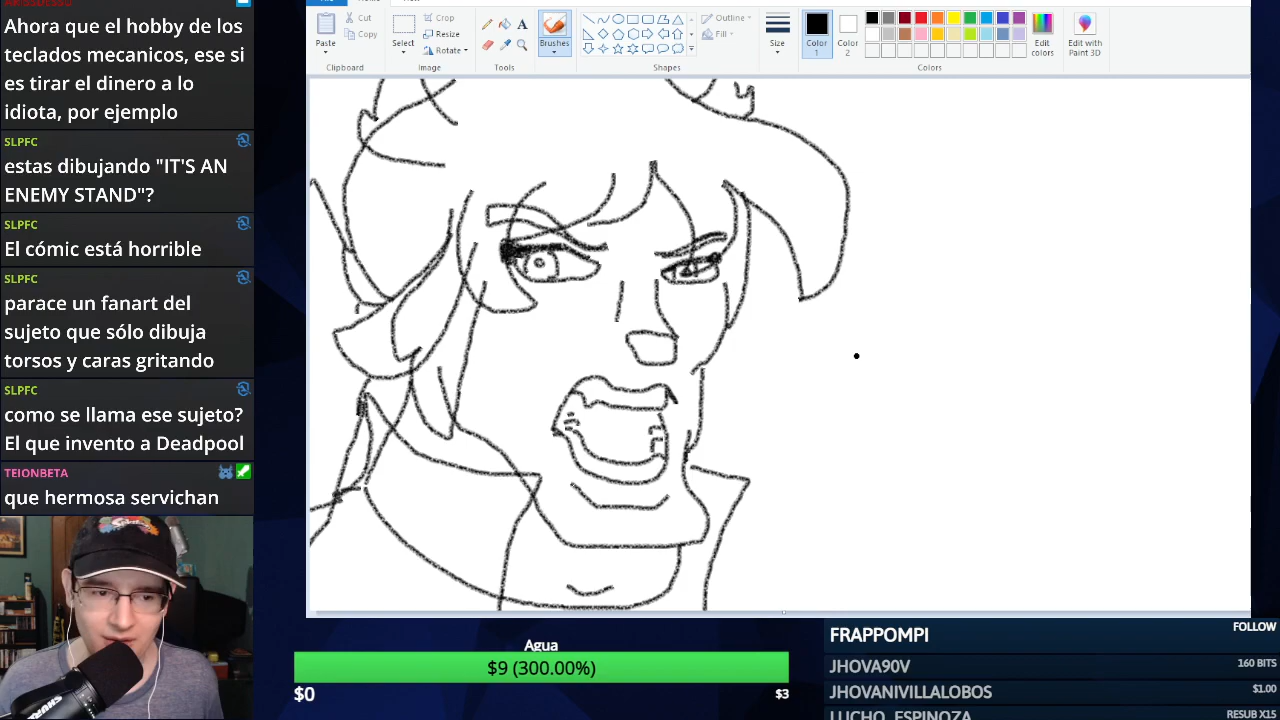 Ahora que el hobby de los
teclados mecánicos, ese si
es tirar el dinero a lo
idiota, por ejemplo
SLPFC
estas dibujando "IT'S AN
ENEMY STAND"?
SLPFC
El cómic está horrible
SLPFC
parace un fanart del
sujeto que sólo dibuja
torsos y caras gritando
SLPFC
como se llama ese sujeto?
El que invento a Deadpool
TEIONBETA
que hermosa servichan
Paste
Cut
Copy
Clipboard
Select
Crop
Resize
Rotate
Image
A
Tools
Brushes
Outline
Fill
Shapes
Size
Color
1
Color
2
Edit
colors
Colors
Edit with
Paint 3D
Agua
$9 (300.00%)
$0
$3
FRAPPOMPI FOLLOW
JHOVA90V 160 BITS
JHOVANIVILLALOBOS $1.00
LUCHO_ESPINOZA RESUB X15